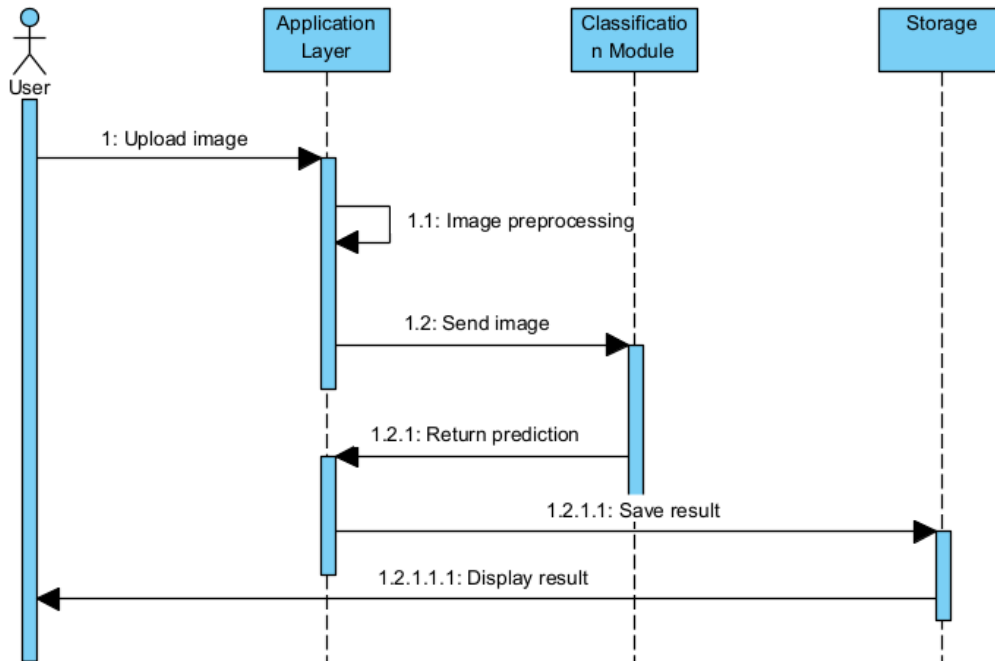 Application
Layer
Classificatio
n Module
Storage
User
1: Upload image
1.1: Image preprocessing
1.2: Send image
1.2.1: Return prediction
1.2.1.1: Save result
1.2.1.1.1: Display result